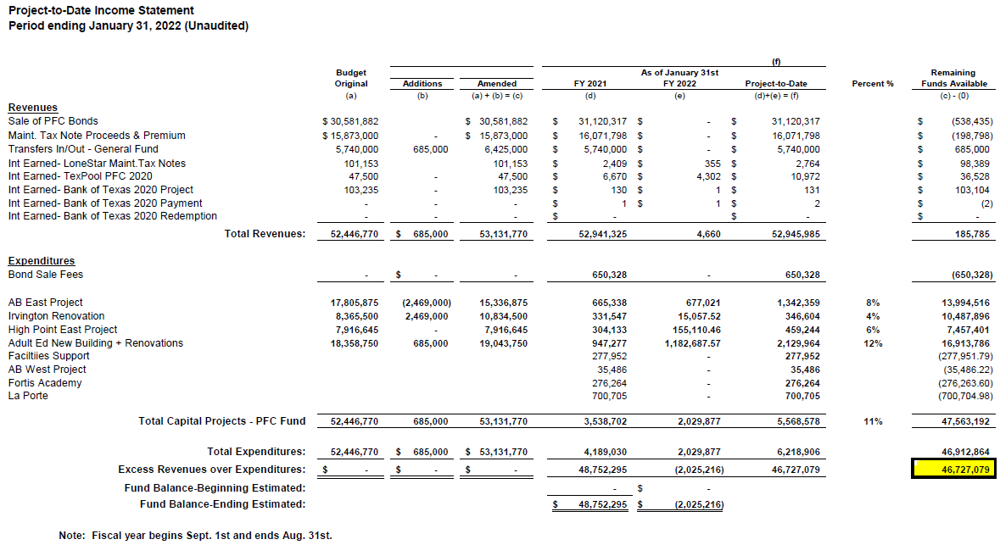 Project-to-Date Income Statement
Period ending January 31, 2022 (Unaudited)
(f)
Budget As of January 31st Remaining
Original Additions Amended FY 2021 FY 2022 Project-to-Date Percent % Funds Available
(a) (b) (a) + (b) = (c) (d) (e) (d)+(e) = (f) (c) - (0)
Revenues
Sale of PFC Bonds $ 30,581,882 $ 30,581,882 $ 31,120,317 $ - $ 31,120,317 $ (538,435)
Maint. Tax Note Proceeds & Premium $ 15,873,000 - $ 15,873,000 $ 16,071,798 $ - $ 16,071,798 $ (198,798)
Transfers In/Out - General Fund 5,740,000 685,000 6,425,000 $ 5,740,000 $ - $ 5,740,000 $ 685,000
Int Earned- LoneStar Maint.Tax Notes 101,153 101,153 $ 2,409 $ 355 $ 2,764 $ 98,389
Int Earned- TexPool PFC 2020 47,500 - 47,500 $ 6,670 $ 4,302 $ 10,972 $ 36,528
Int Earned- Bank of Texas 2020 Project 103,235 - 103,235 $ 130 $ 1 $ 131 $ 103,104
Int Earned- Bank of Texas 2020 Payment - - - $ 1 $ 1 $ 2 $ (2)
Int Earned- Bank of Texas 2020 Redemption - - - $ - $ - $ -
Total Revenues: 52,446,770 $ 685,000 53,131,770 52,941,325 4,660 52,945,985 185,785
Expenditures
Bond Sale Fees - $ - - 650,328 - 650,328 (650,328)
AB East Project 17,805,875 (2,469,000) 15,336,875 665,338 677,021 1,342,359 8% 13,994,516
Irvington Renovation 8,365,500 2,469,000 10,834,500 331,547 15,057.52 346,604 4% 10,487,896
High Point East Project 7,916,645 - 7,916,645 304,133 155,110.46 459,244 6% 7,457,401
Adult Ed New Building + Renovations 18,358,750 685,000 19,043,750 947,277 1,182,687.57 2,129,964 12% 16,913,786
Faciltiies Support 277,952 - 277,952 (277,951.79)
AB West Project 35,486 - 35,486 (35,486.22)
Fortis Academy 276,264 - 276,264 (276,263.60)
La Porte 700,705 - 700,705 (700,704.98)
Total Capital Projects - PFC Fund 52,446,770 685,000 53,131,770 3,538,702 2,029,877 5,568,578 11% 47,563,192
Total Expenditures: 52,446,770 $ 685,000 $ 53,131,770 4,189,030 2,029,877 6,218,906 46,912,864
Excess Revenues over Expenditures: $ - $ - $ - 48,752,295 (2,025,216) 46,727,079 46,727,079
Fund Balance-Beginning Estimated: - $ -
Fund Balance-Ending Estimated: $ 48,752,295 $ (2,025,216)
Note: Fiscal year begins Sept. 1st and ends Aug. 31st.